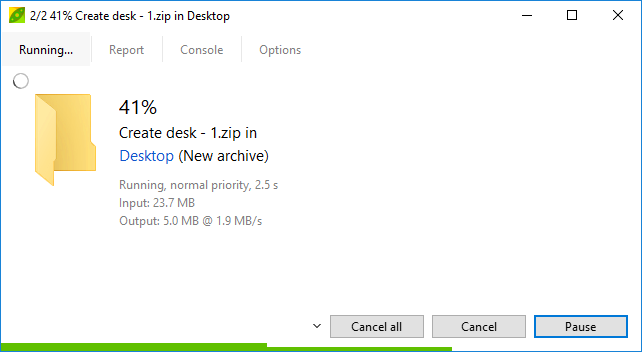 2/2 41% Create desk - 1.zip in Desktop
Running... Report Console Options
41%
Create desk - 1.zip in
Desktop (New archive)
Running, normal priority, 2.5 s
Input: 23.7 MB
Output: 5.0 MB @ 1.9 MB/s
Cancel all Cancel Pause